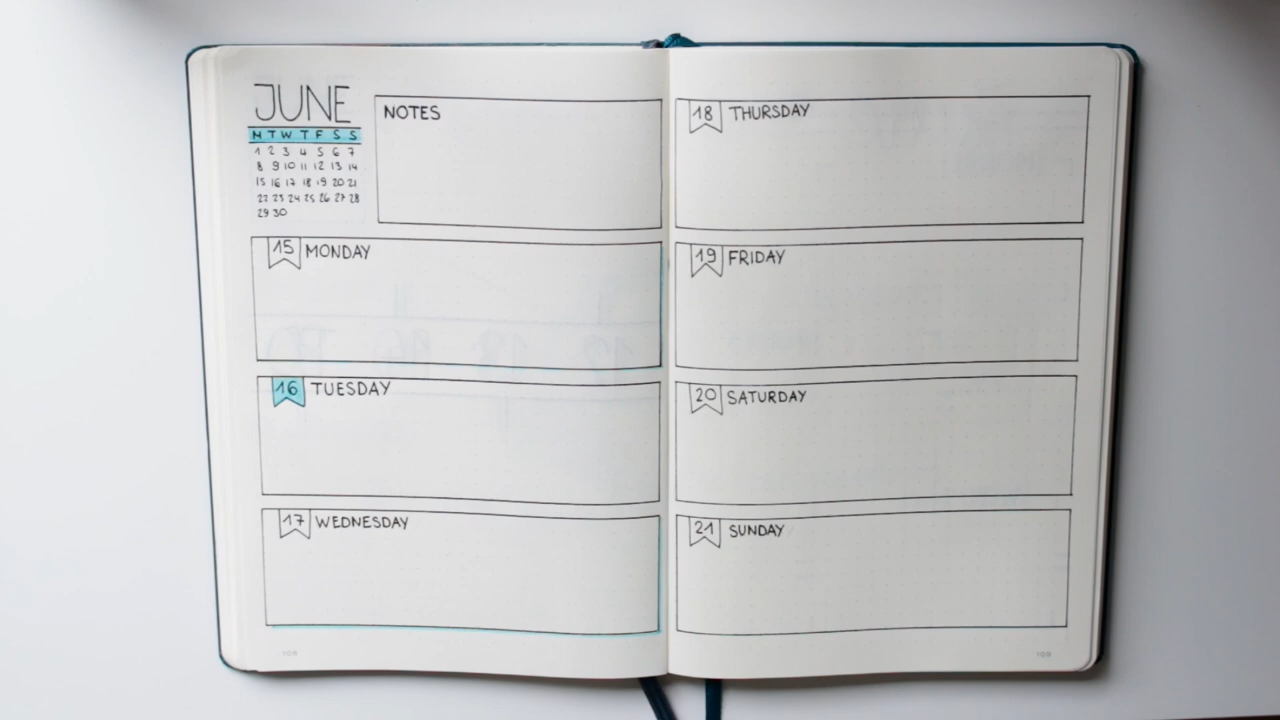 JUNE
M T W T F S S
1 2 3 4 5 6 7
8 9 10 11 12 13 14
15 16 17 18 19 20 21
22 23 24 25 26 27 28
29 30
NOTES
15 MONDAY
16 TUESDAY
17 WEDNESDAY
18 THURSDAY
19 FRIDAY
20 SATURDAY
21 SUNDAY
109